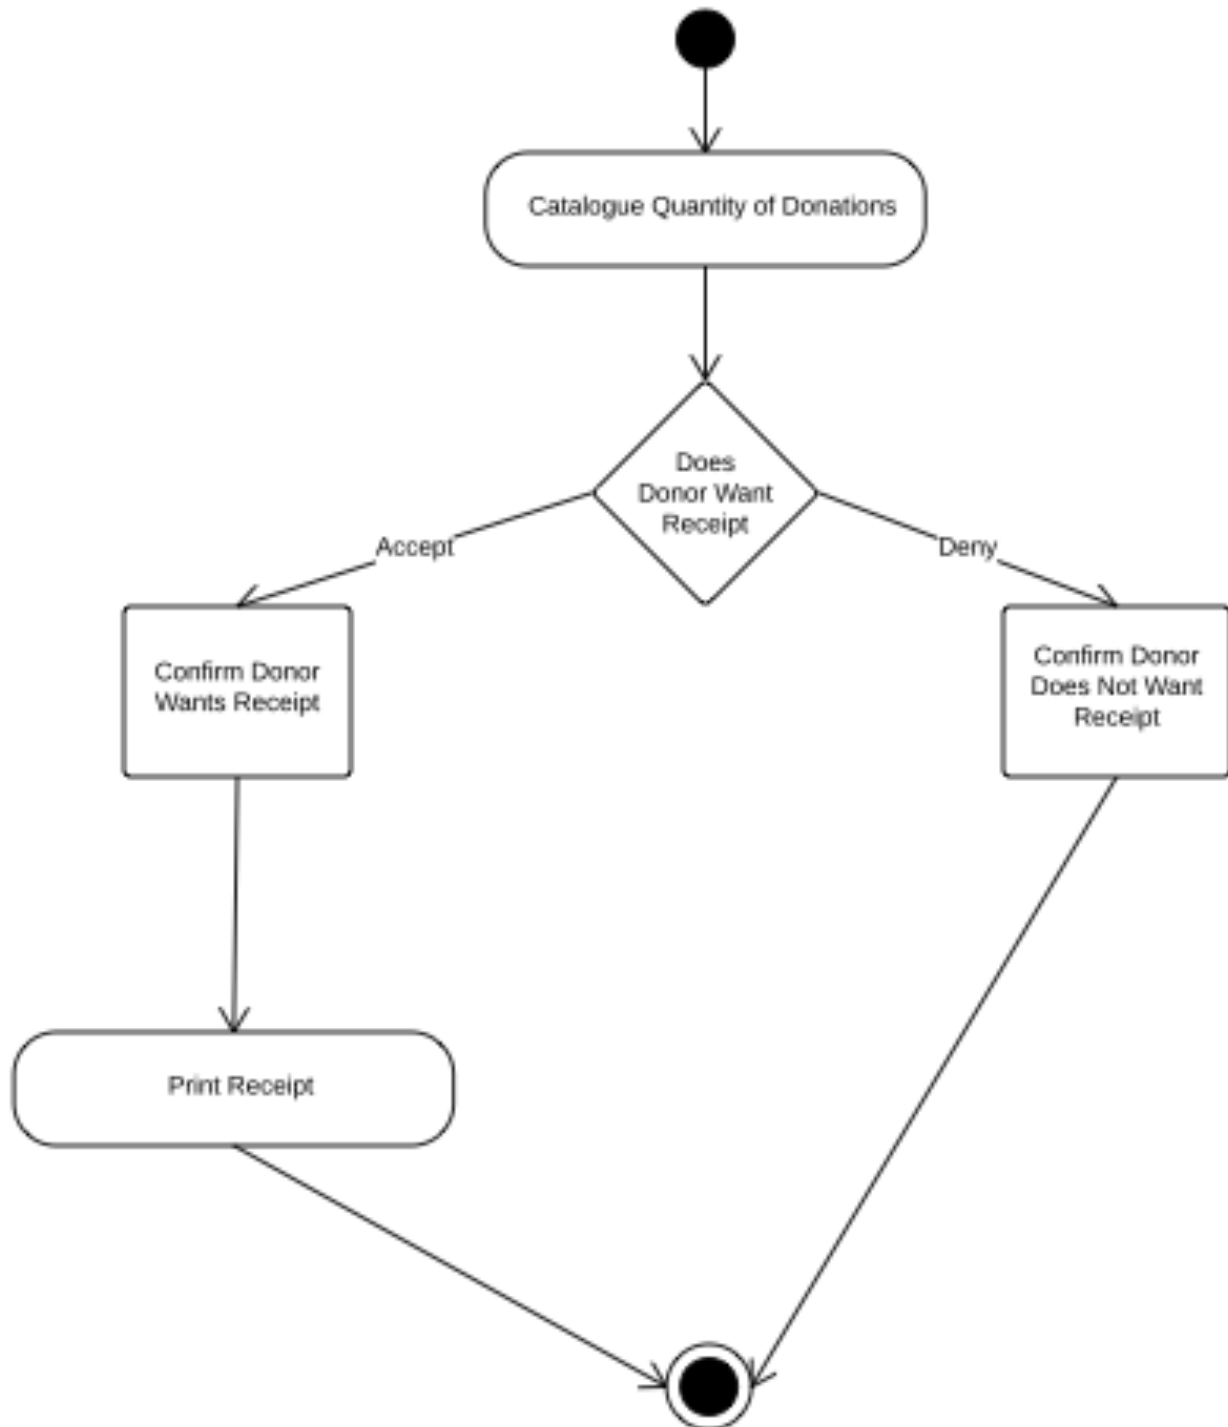 Catalogue Quantity of Donations
Does
Donor Want
Receipt
Accept
Deny
Confirm Donor
Wants Receipt
Confirm Donor
Does Not Want
Receipt
Print Receipt